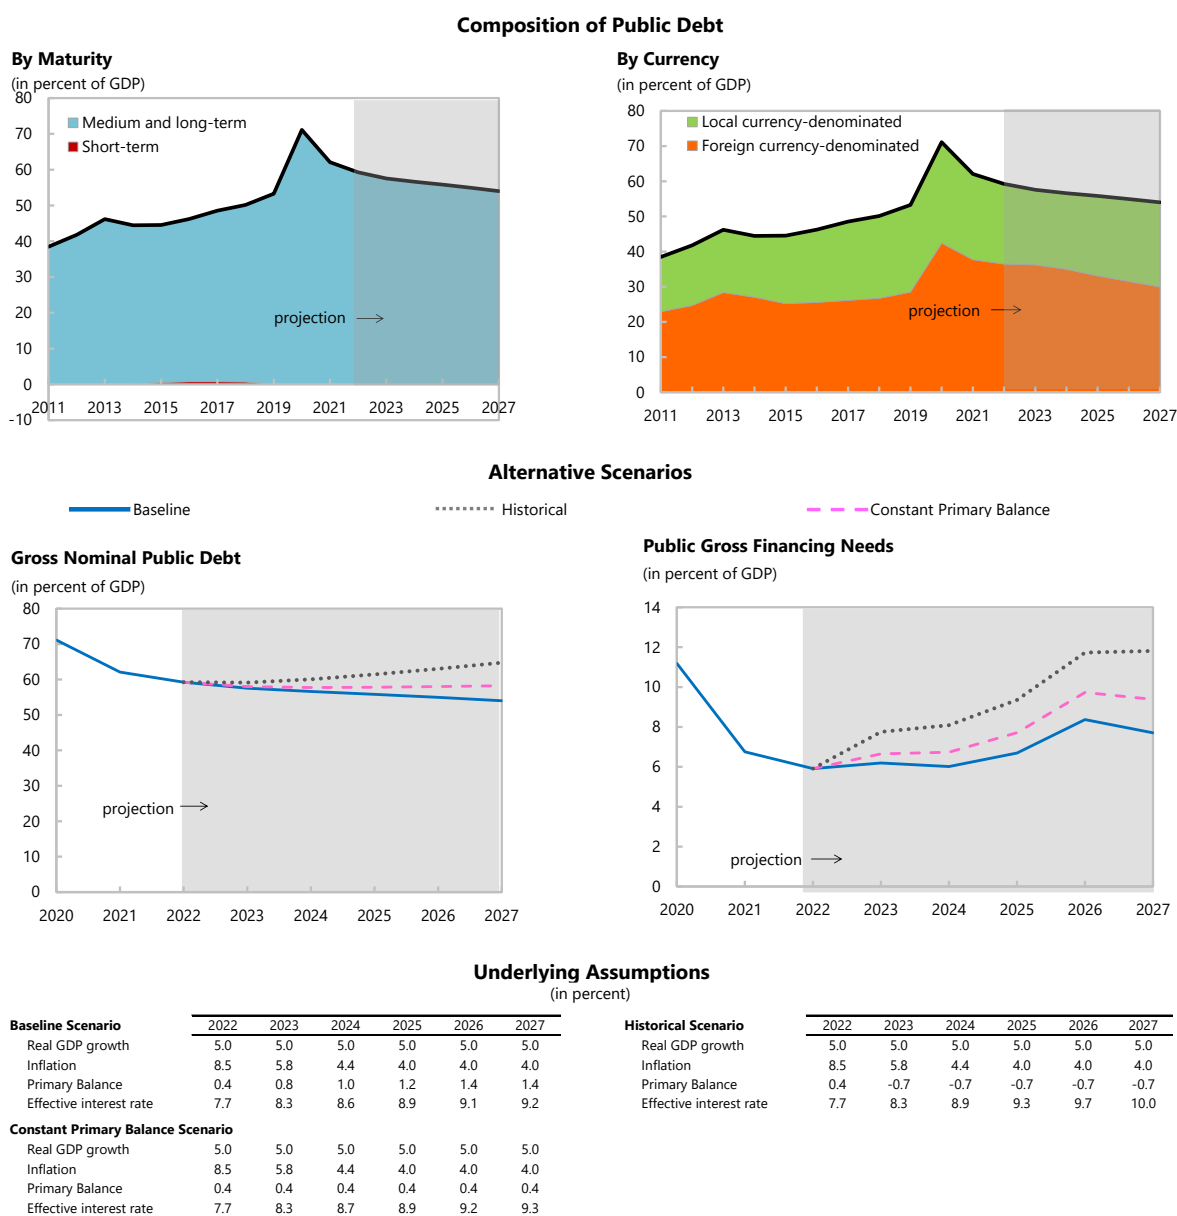 Composition of Public Debt
By Maturity
(in percent of GDP)
80
70
60
50
40
30
20
10
0
-10
Medium and long-term
Short-term
projection
2011 2013 2015 2017 2019 2021 2023 2025 2027
By Currency
(in percent of GDP)
80
70
60
50
40
30
20
10
0
Local currency-denominated
Foreign currency-denominated
projection
2011 2013 2015 2017 2019 2021 2023 2025 2027
Alternative Scenarios
Baseline Historical Constant Primary Balance
Gross Nominal Public Debt
(in percent of GDP)
80
70
60
50
40
30
20
10
0
projection
2020 2021 2022 2023 2024 2025 2026 2027
Public Gross Financing Needs
(in percent of GDP)
14
12
10
8
6
4
2
0
projection
2020 2021 2022 2023 2024 2025 2026 2027
Underlying Assumptions
(in percent)
Baseline Scenario 2022 2023 2024 2025 2026 2027
Real GDP growth 5.0 5.0 5.0 5.0 5.0 5.0
Inflation 8.5 5.8 4.4 4.0 4.0 4.0
Primary Balance 0.4 0.8 1.0 1.2 1.4 1.4
Effective interest rate 7.7 8.3 8.6 8.9 9.1 9.2
Constant Primary Balance Scenario
Real GDP growth 5.0 5.0 5.0 5.0 5.0 5.0
Inflation 8.5 5.8 4.4 4.0 4.0 4.0
Primary Balance 0.4 0.4 0.4 0.4 0.4 0.4
Effective interest rate 7.7 8.3 8.7 8.9 9.2 9.3
Historical Scenario 2022 2023 2024 2025 2026 2027
Real GDP growth 5.0 5.0 5.0 5.0 5.0 5.0
Inflation 8.5 5.8 4.4 4.0 4.0 4.0
Primary Balance 0.4 -0.7 -0.7 -0.7 -0.7 -0.7
Effective interest rate 7.7 8.3 8.9 9.3 9.7 10.0